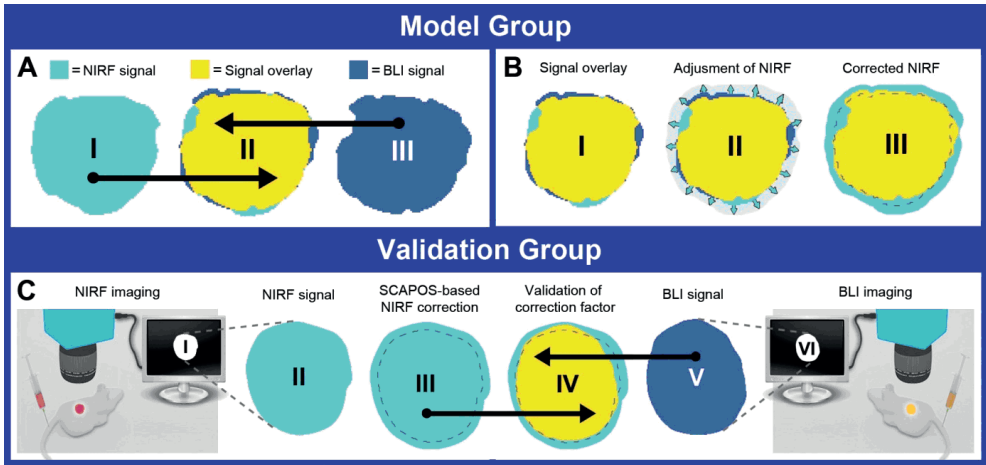 Model Group
A
= NIRF signal
= Signal overlay
= BLI signal
I
II
III
B
Signal overlay
Adjusment of NIRF
Corrected NIRF
I
II
III
Validation Group
C
NIRF imaging
NIRF signal
SCAPOS-based
NIRF correction
Validation of
correction factor
BLI signal
BLI imaging
I
II
III
IV
V
VI